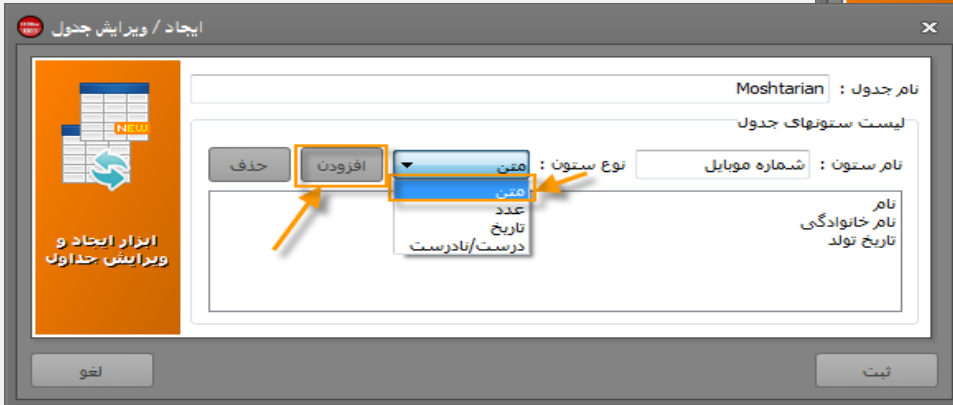 ایجاد / ویرایش جدول
نام جدول : Moshtarian
لیست ستونهای جدول
نام ستون : شماره موبایل نوع ستون : متن افزودن حذف
متن
عدد
تاریخ
درست/نادرست
نام
نام خانوادگی
تاریخ تولد
NEW
ابزار ایجاد و
ویرایش جداول
ثبت لغو